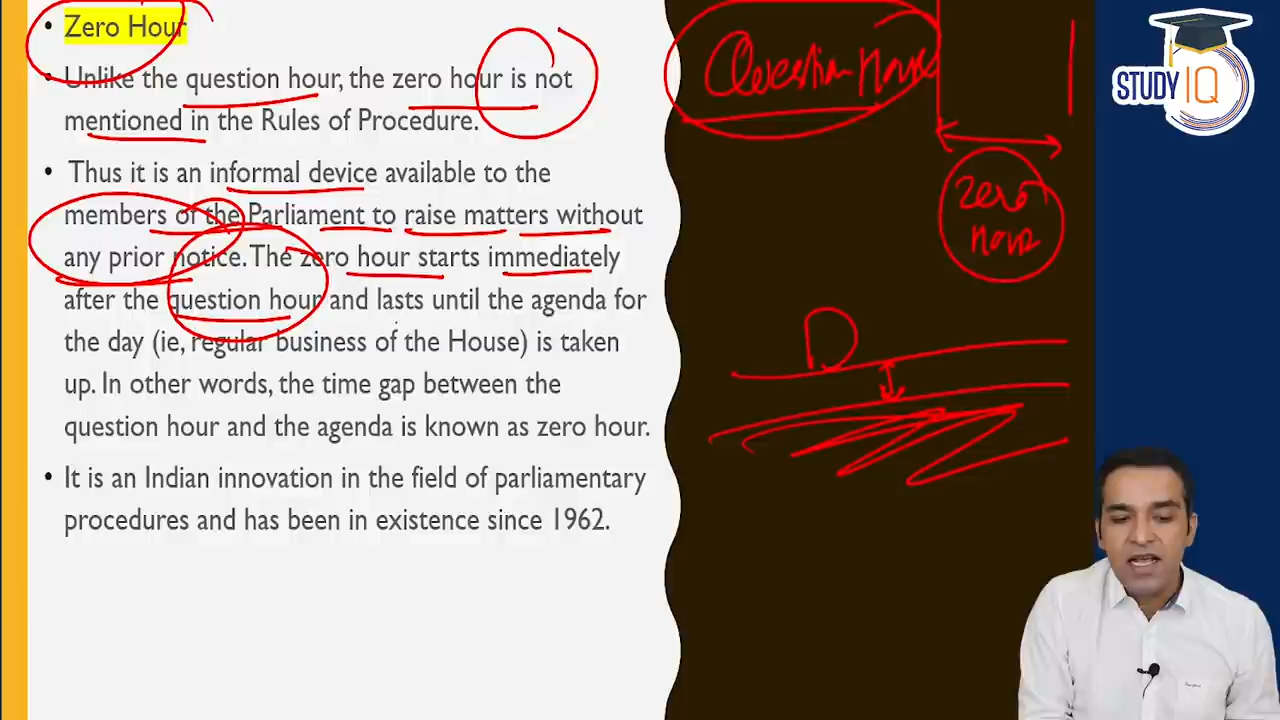 • Zero Hour
• Unlike the question hour, the zero hour is not
mentioned in the Rules of Procedure.
• Thus it is an informal device available to the
members of the Parliament to raise matters without
any prior notice. The zero hour starts immediately
after the question hour and lasts until the agenda for
the day (ie, regular business of the House) is taken
up. In other words, the time gap between the
question hour and the agenda is known as zero hour.
• It is an Indian innovation in the field of parliamentary
procedures and has been in existence since 1962.
Question
Zero
Hour
D
STUDY IQ